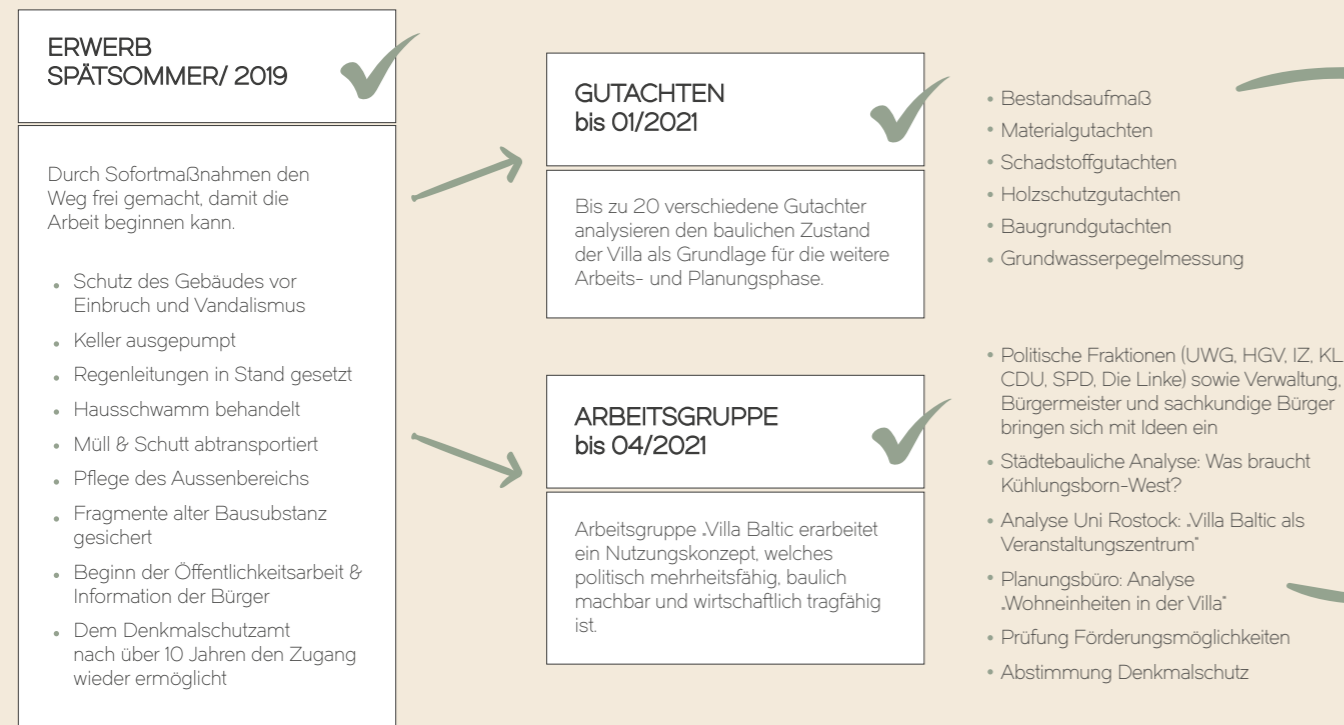 ERWERB
SPÄTSOMMER/ 2019
Durch Sofortmaßnahmen den
Weg frei gemacht, damit die
Arbeit beginnen kann.
• Schutz des Gebäudes vor
Einbruch und Vandalismus
• Keller ausgepumpt
• Regenleitungen in Stand gesetzt
• Hausschwamm behandelt
• Müll & Schutt abtransportiert
• Pflege des Aussenbereichs
• Fragmente alter Bausubstanz
gesichert
• Beginn der Öffentlichkeitsarbeit &
Information der Bürger
• Dem Denkmalschutzamt
nach über 10 Jahren den Zugang
wieder ermöglicht
GUTACHTEN
bis 01/2021
Bis zu 20 verschiedene Gutachter
analysieren den baulichen Zustand
der Villa als Grundlage für die weitere
Arbeits- und Planungsphase.
• Bestandsaufmaß
• Materialgutachten
• Schadstoffgutachten
• Holzschutzgutachten
• Baugrundgutachten
• Grundwasserpegelmessung
ARBEITSGRUPPE
bis 04/2021
Arbeitsgruppe „Villa Baltic erarbeitet
ein Nutzungskonzept, welches
politisch mehrheitsfähig, baulich
machbar und wirtschaftlich tragfähig
ist.
• Politische Fraktionen (UWG, HGV, IZ, KL
CDU, SPD, Die Linke) sowie Verwaltung,
Bürgermeister und sachkundige Bürger
bringen sich mit Ideen ein
• Städtebauliche Analyse: Was braucht
Kühlungsborn-West?
• Analyse Uni Rostock: „Villa Baltic als
Veranstaltungszentrum“
• Planungsbüro: Analyse
„Wohneinheiten in der Villa“
• Prüfung Förderungsmöglichkeiten
• Abstimmung Denkmalschutz